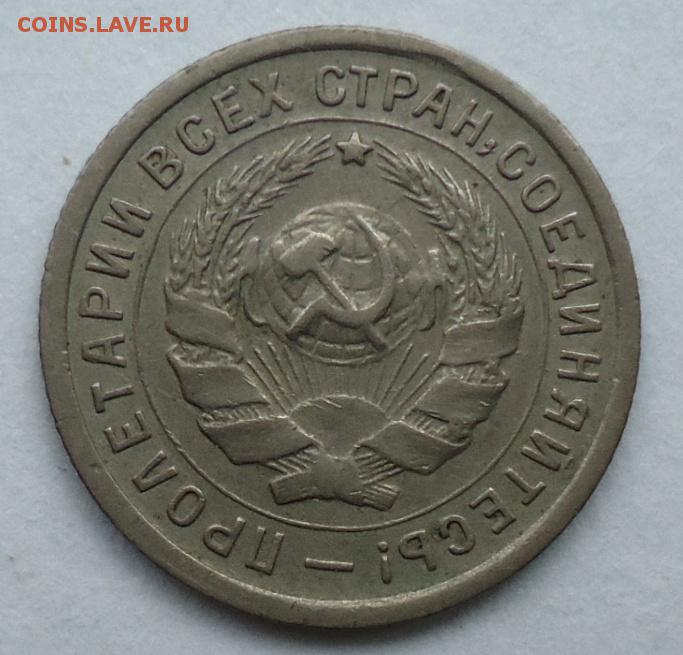 COINS.LAVE.RU
ПРОЛЕТАРИИ ВСЕХ СТРАН, СОЕДИНЯЙТЕСЬ! —